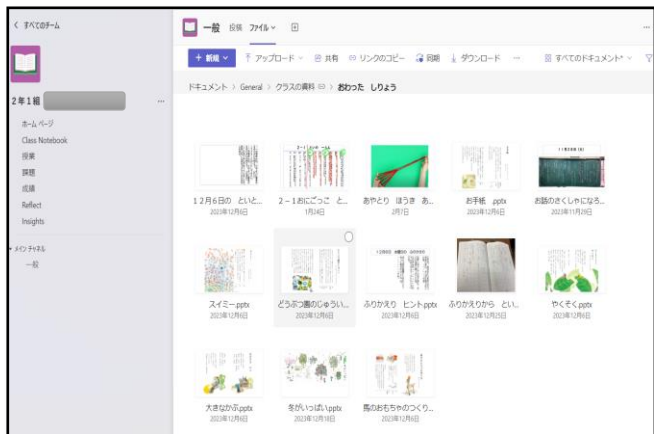 すべてのチーム
2年1組
ホーム ページ
Class Notebook
授業
課題
成績
Reflect
Insights
メイン チャネル
一般
一般 投稿 ファイル
新規 アップロード 共有 リンクのコピー 同期 ダウンロード すべてのドキュメント*
ドキュメント > General > クラスの資料 > おわった しりょう
12月6日の といと... 2-1おにごっこ と... あやとり ほうき あ... お手紙 .pptx お話のさくしゃになろ...
2023年12月6日 1月24日 2月7日 2023年12月6日 2023年11月29日
スイミー.pptx どうぶつ園のじゅうい... ふりかえり ヒント.pptx ふりかえりから とい... やくそく.pptx
2023年12月6日 2023年12月6日 2023年12月6日 2023年12月25日 2023年12月6日
大きなかぶ.pptx 冬がいっぱい.pptx 馬のおもちゃのつくり...
2023年12月6日 2023年12月18日 2023年12月6日